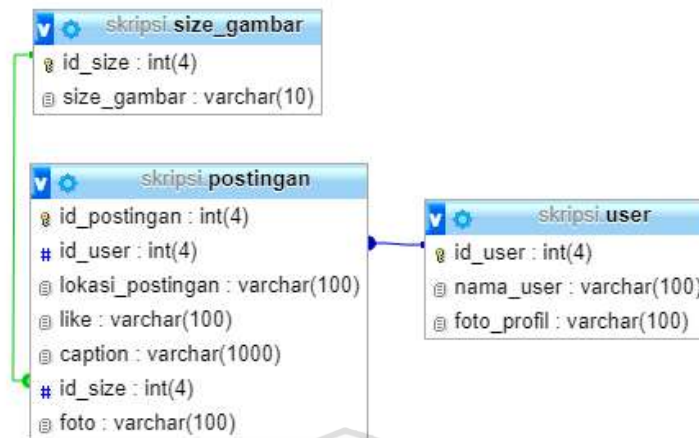 skripsi.size_gambar
id_size : int(4)
size_gambar : varchar(10)
skripsi.postingan
id_postingan : int(4)
# id_user : int(4)
lokasi_postingan : varchar(100)
like : varchar(100)
caption : varchar(1000)
# id_size : int(4)
foto : varchar(100)
skripsi.user
id_user : int(4)
nama_user : varchar(100)
foto_profil : varchar(100)